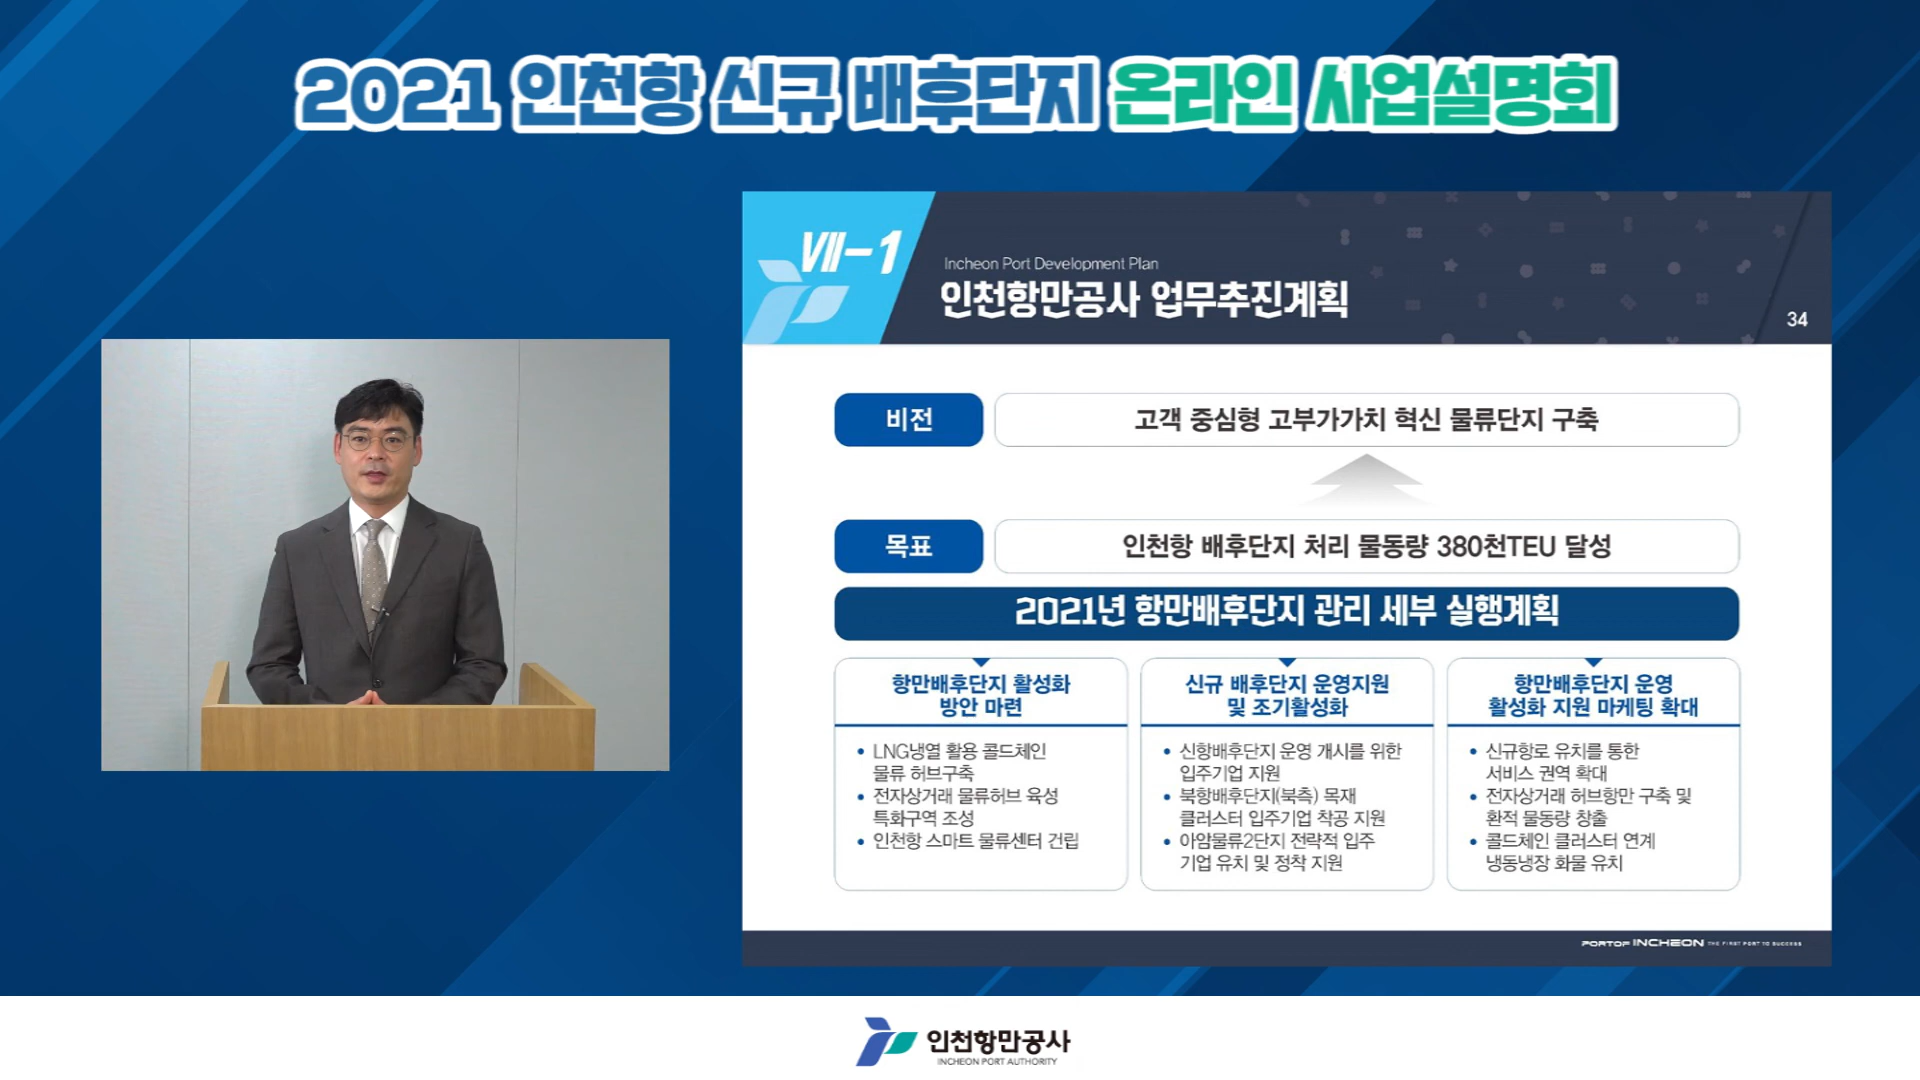 2021 인천항 신규 배후단지 온라인 사업설명회
VII-1
Incheon Port Development Plan
인천항만공사 업무추진계획
34
비전
고객 중심형 고부가가치 혁신 물류단지 구축
목표
인천항 배후단지 처리 물동량 380천TEU 달성
2021년 항만배후단지 관리 세부 실행계획
항만배후단지 활성화
방안 마련
• LNG냉열 활용 콜드체인
물류 허브구축
• 전자상거래 물류허브 육성
특화구역 조성
• 인천항 스마트 물류센터 건립
신규 배후단지 운영지원
및 조기활성화
• 신항배후단지 운영 개시를 위한
입주기업 지원
• 북항배후단지(북측) 목재
클러스터 입주기업 착공 지원
• 아암물류2단지 전략적 입주
기업 유치 및 정착 지원
항만배후단지 운영
활성화 지원 마케팅 확대
• 신규항로 유치를 통한
서비스 권역 확대
• 전자상거래 허브항만 구축 및
환적 물동량 창출
• 콜드체인 클러스터 연계
냉동냉장 화물 유치
PORT OF INCHEON THE FIRST PORT TO SUCCESS
인천항만공사
INCHEON PORT AUTHORITY